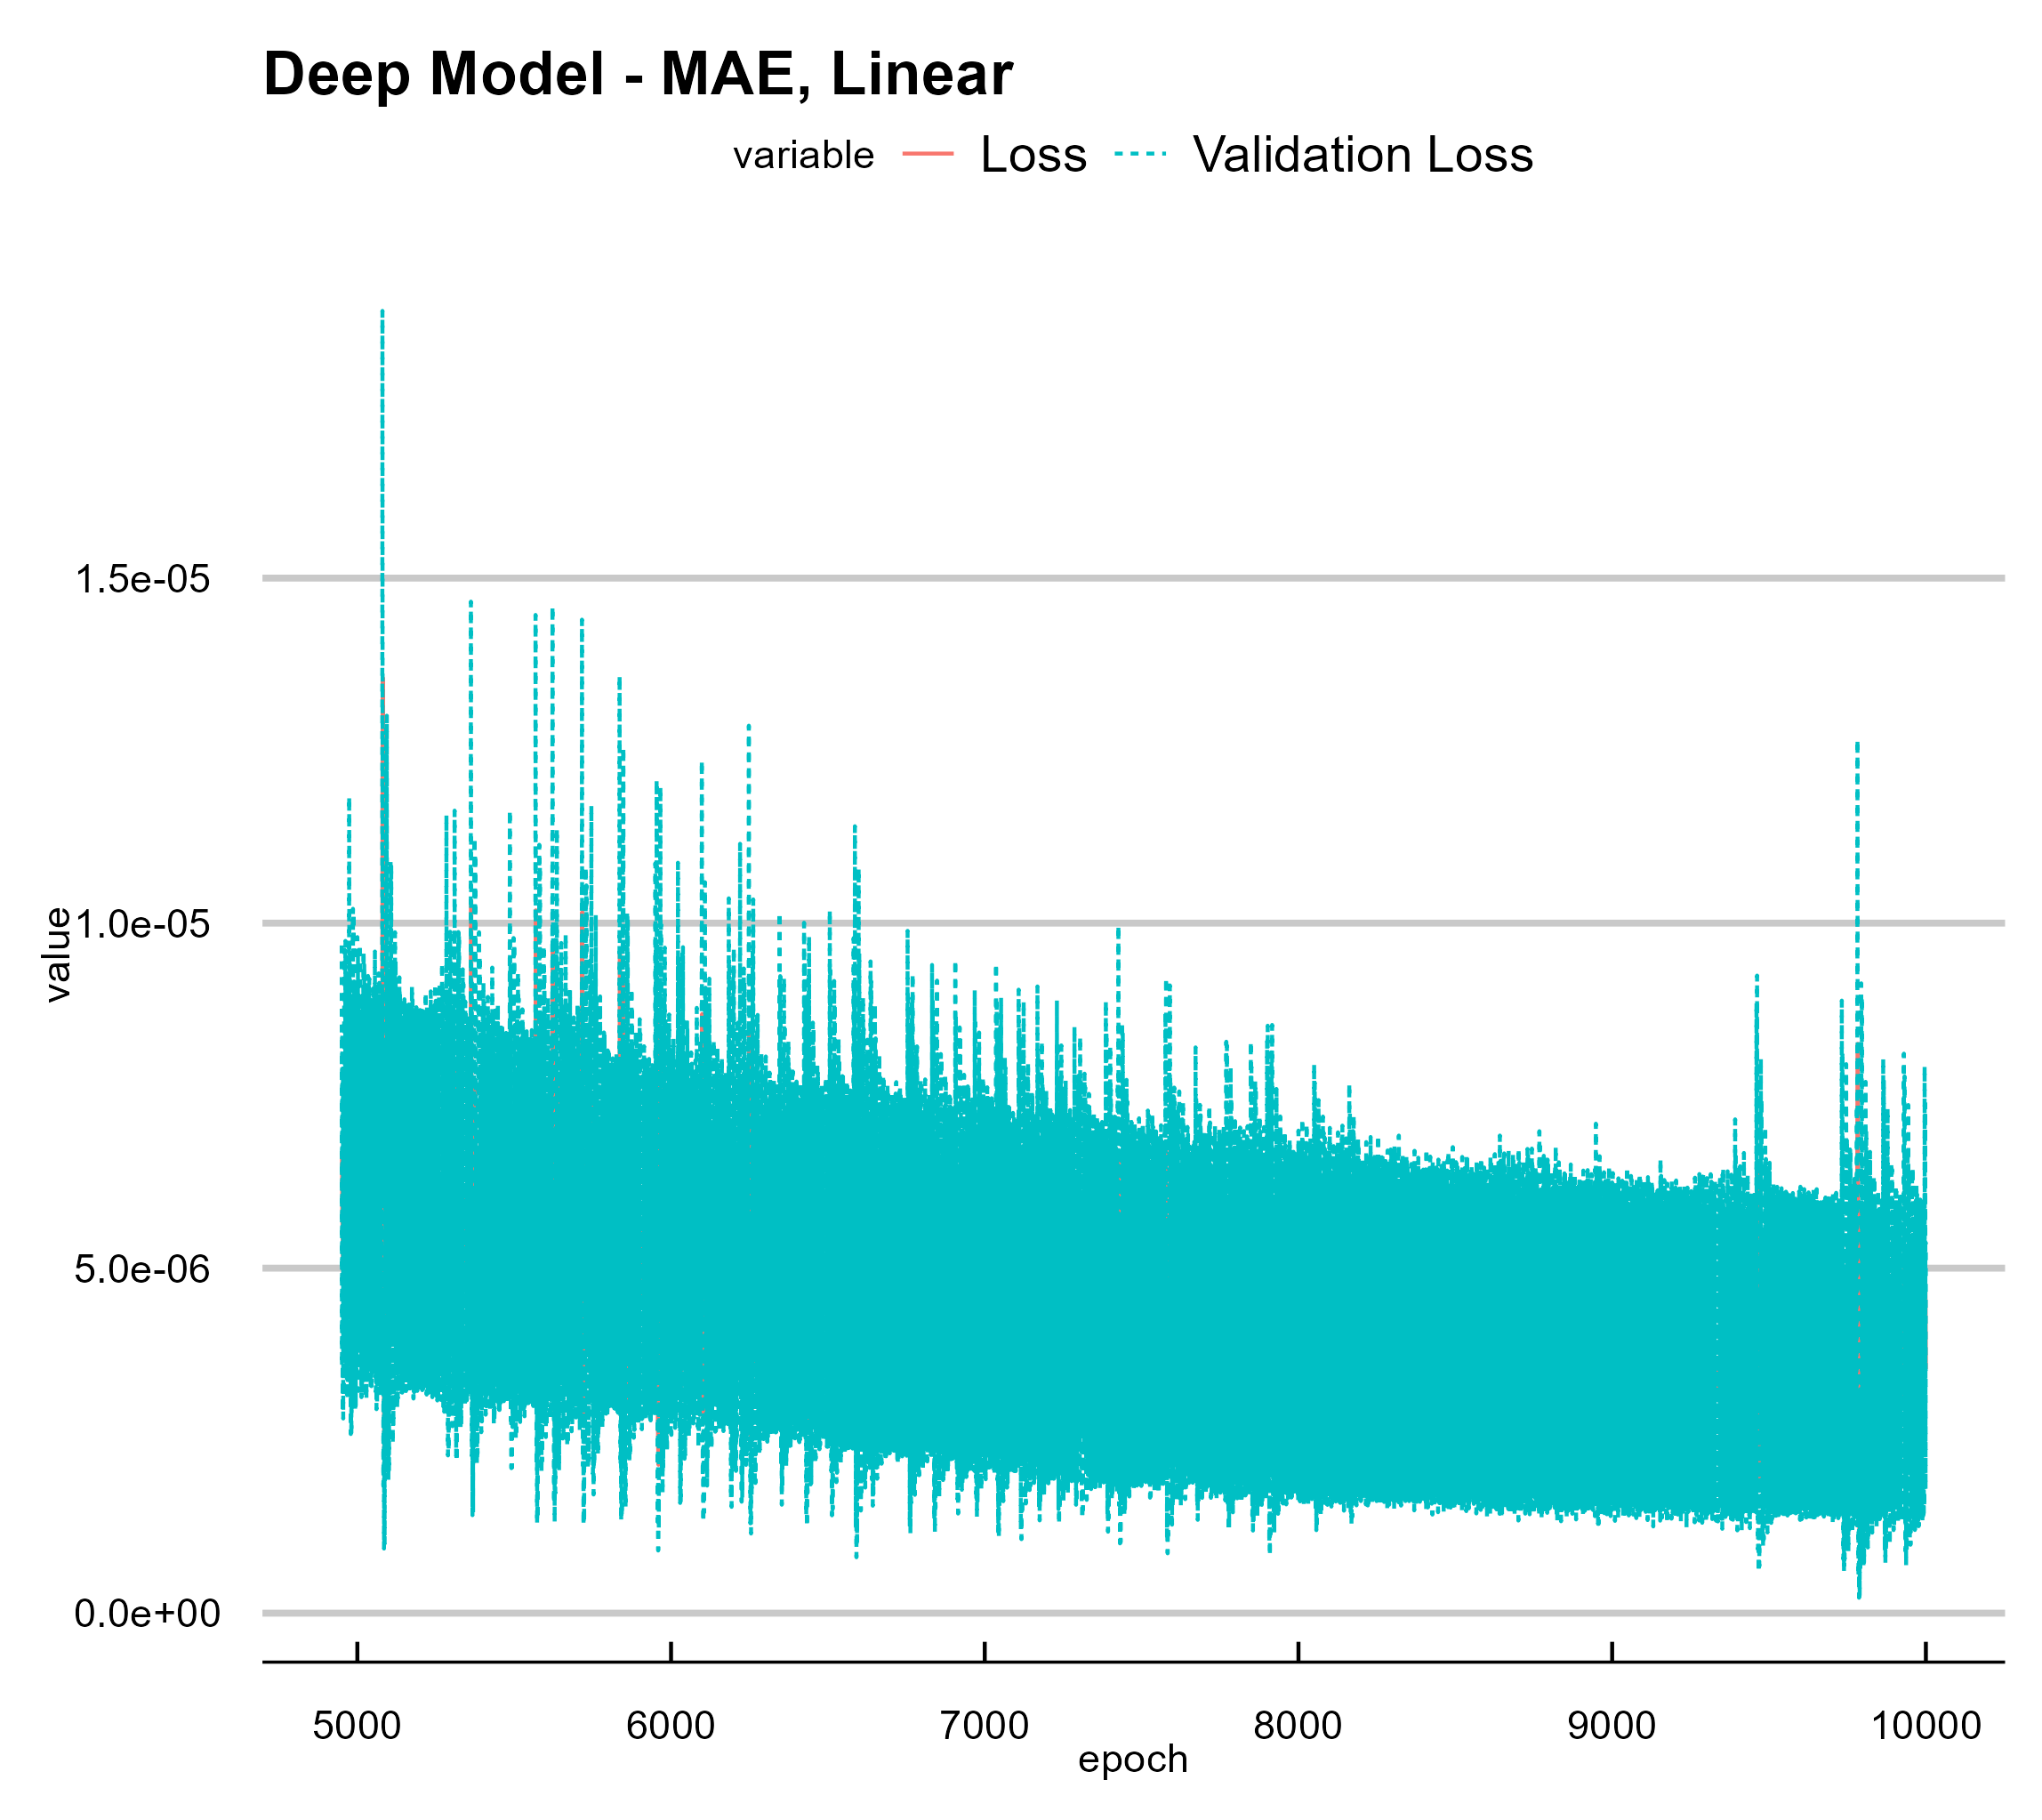 Deep Model - MAE, Linear
variable Loss Validation Loss
value
1.5e-05
1.0e-05
5.0e-06
0.0e+00
5000 6000 7000 8000 9000 10000
epoch